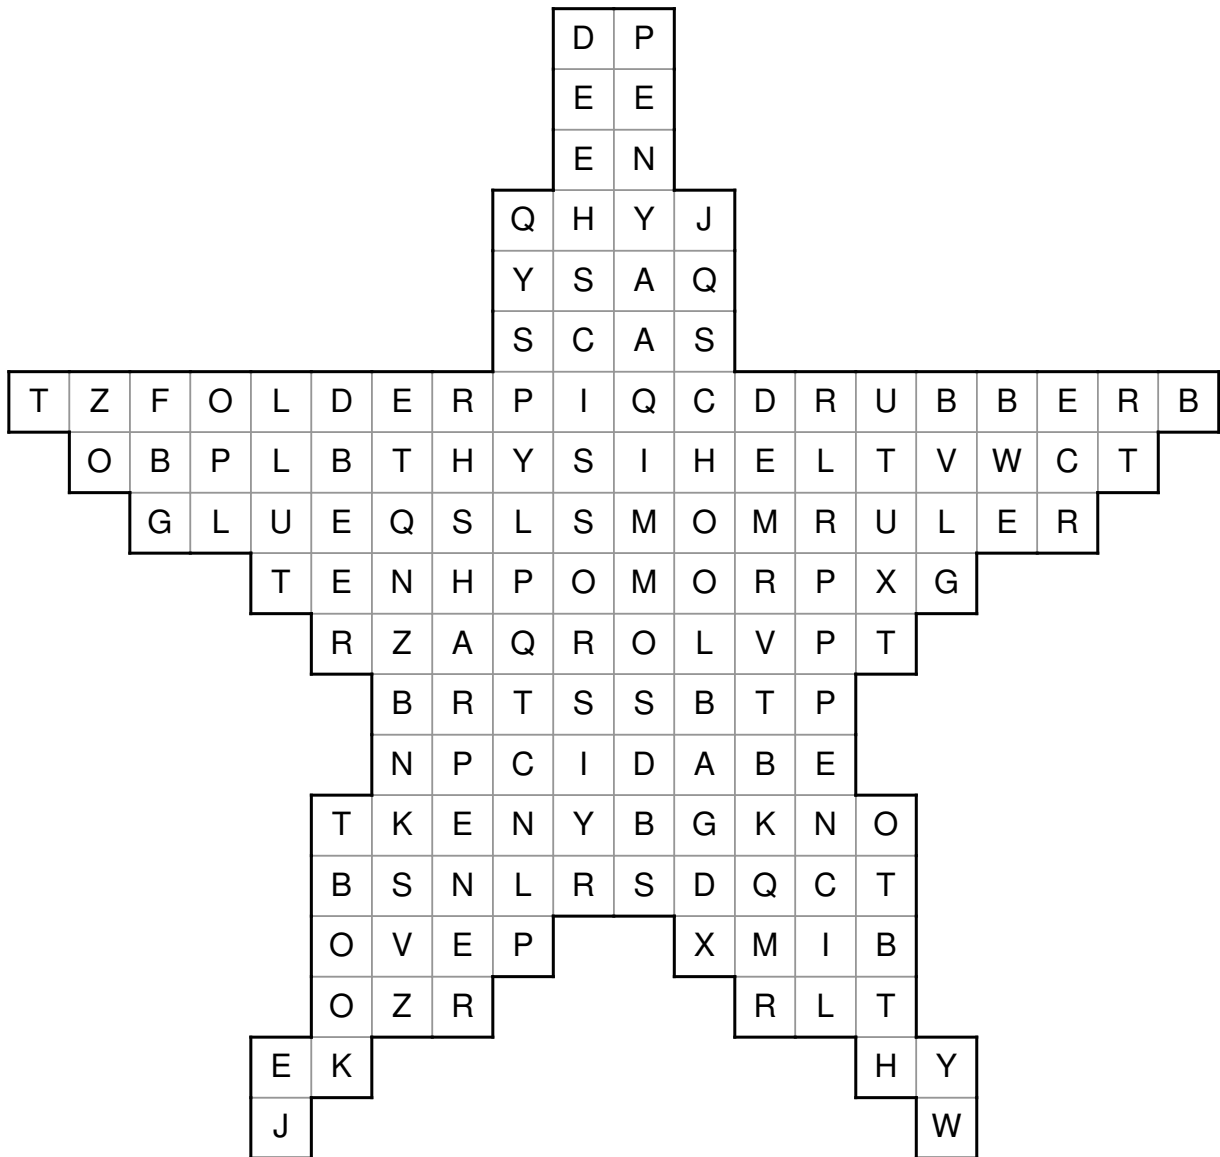 D P
E E
E N
Q H Y J
Y S A Q
S C A S
T Z F O L D E R P I Q C D R U B B E R B
O B P L B T H Y S I H E L T V W C T
G L U E Q S L S M O M R U L E R
T E N H P O M O R P X G
R Z A Q R O L V P T
B R T S S B T P
N P C I D A B E
T K E N Y B G K N O
B S N L R S D Q C T
O V E P X M I B
O Z R R L T
E K H Y
J W